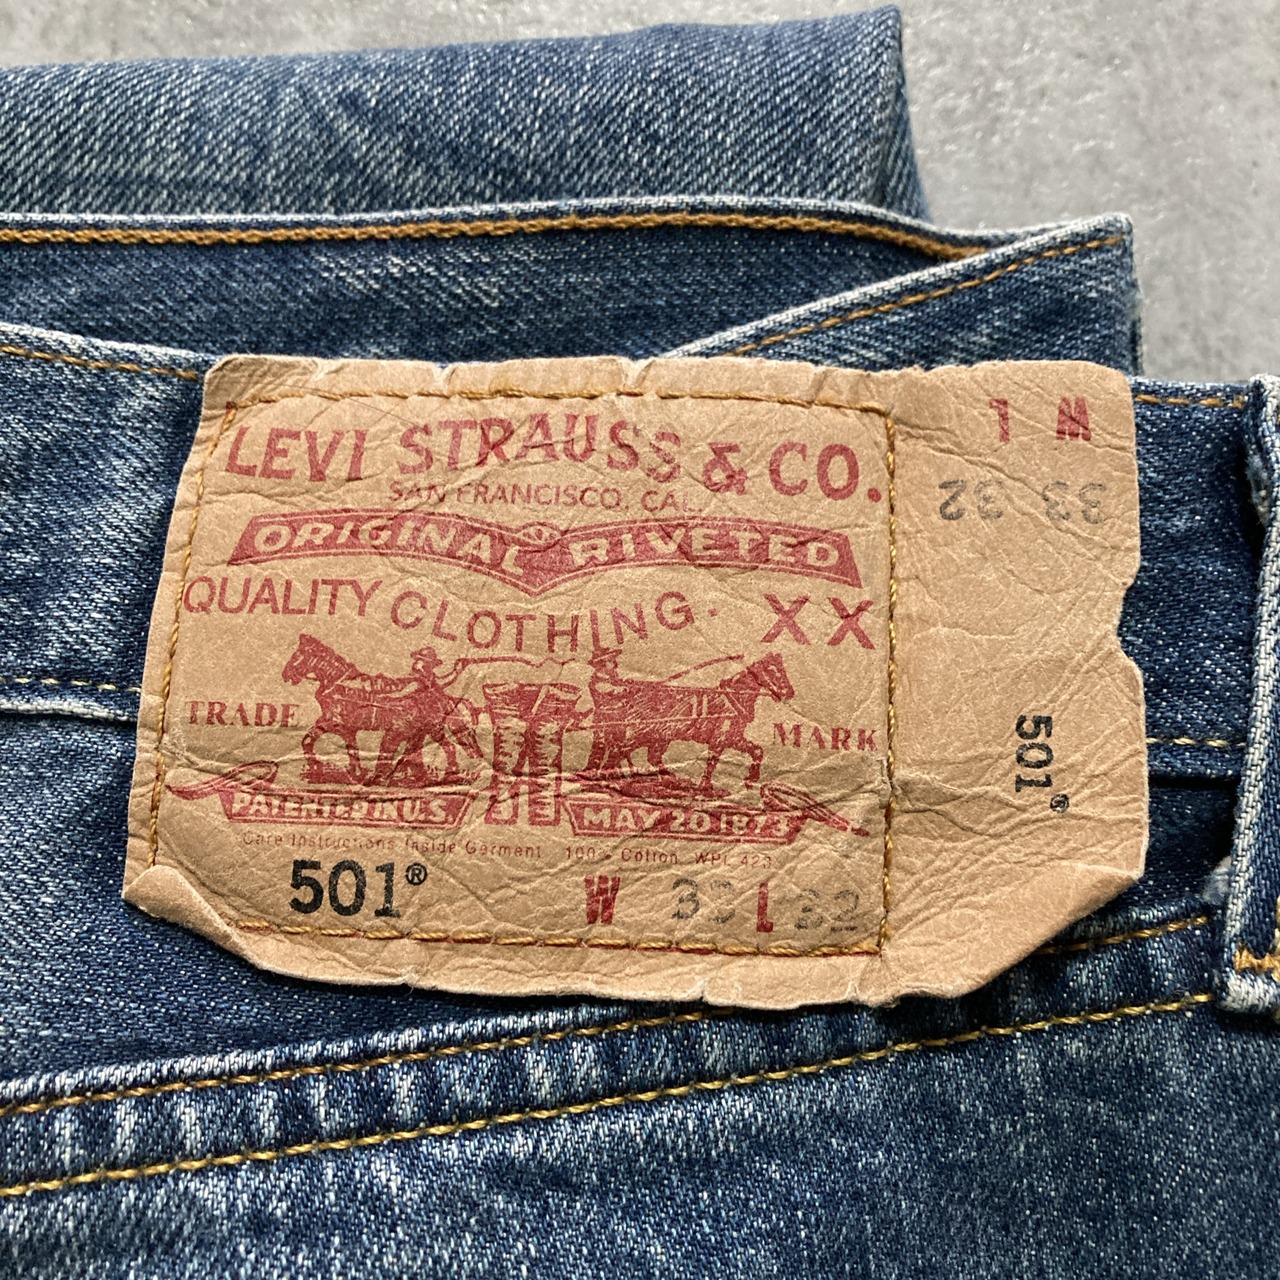 LEVI STRAUSS & CO.
SAN FRANCISCO, CAL.
ORIGINAL RIVETED
QUALITY CLOTHING. XX
TRADE MARK
PATENTED IN U.S. MAY 20 1873
Care Instructions Inside Garment 100% Cotton WPL 423
501® W 33 L 32
W L
33 32
501®